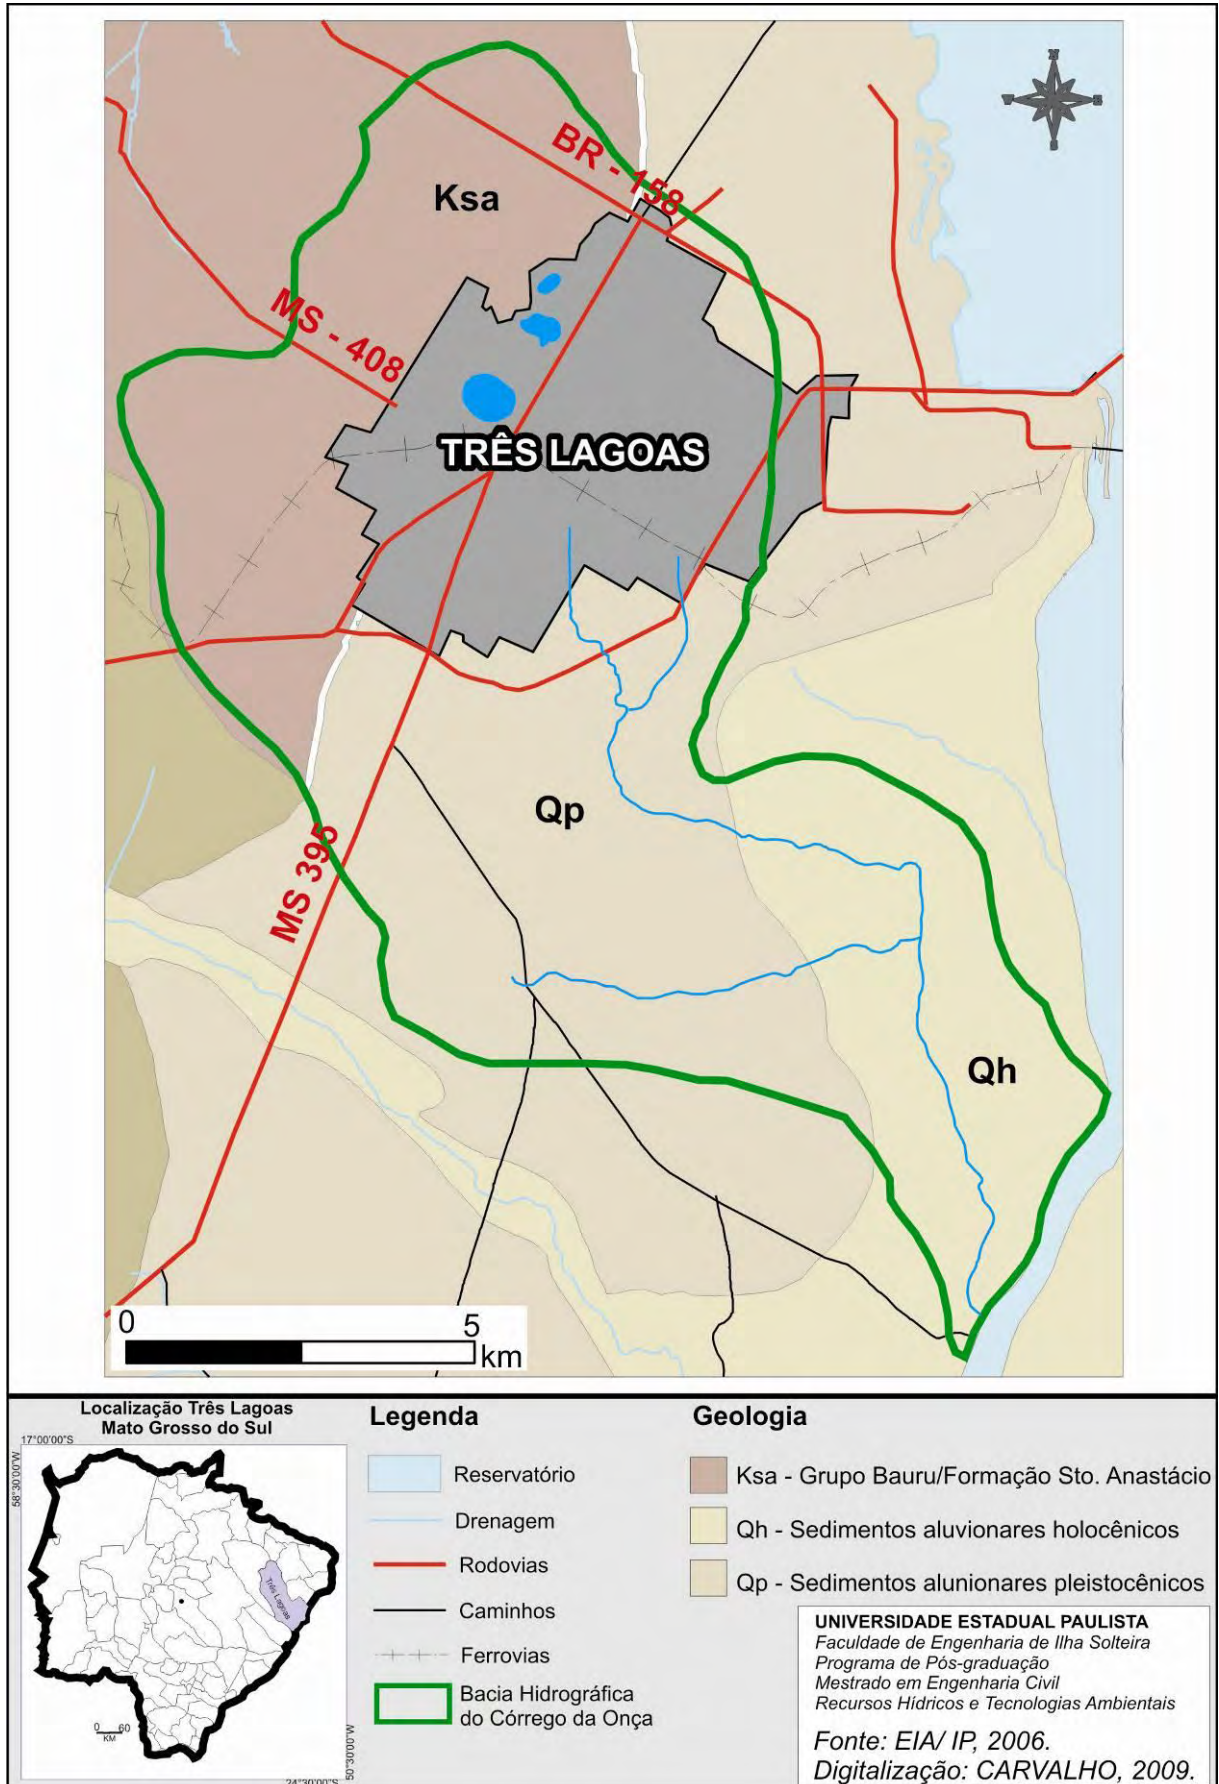 BR - 158
Ksa
MS - 408
TRÊS LAGOAS
Qp
MS 395
Qh
0 5
km
Localização Três Lagoas
Mato Grosso do Sul
17°00'00"S
58°30'00"W
Três Lagoas
0 60
KM
50°30'00"W
24°30'00"S
Legenda
Reservatório
Drenagem
Rodovias
Caminhos
Ferrovias
Bacia Hidrográfica
do Córrego da Onça
Geologia
Ksa - Grupo Bauru/Formação Sto. Anastácio
Qh - Sedimentos aluvionares holocênicos
Qp - Sedimentos alunionares pleistocênicos
UNIVERSIDADE ESTADUAL PAULISTA
Faculdade de Engenharia de Ilha Solteira
Programa de Pós-graduação
Mestrado em Engenharia Civil
Recursos Hídricos e Tecnologias Ambientais
Fonte: EIA/ IP, 2006.
Digitalização: CARVALHO, 2009.